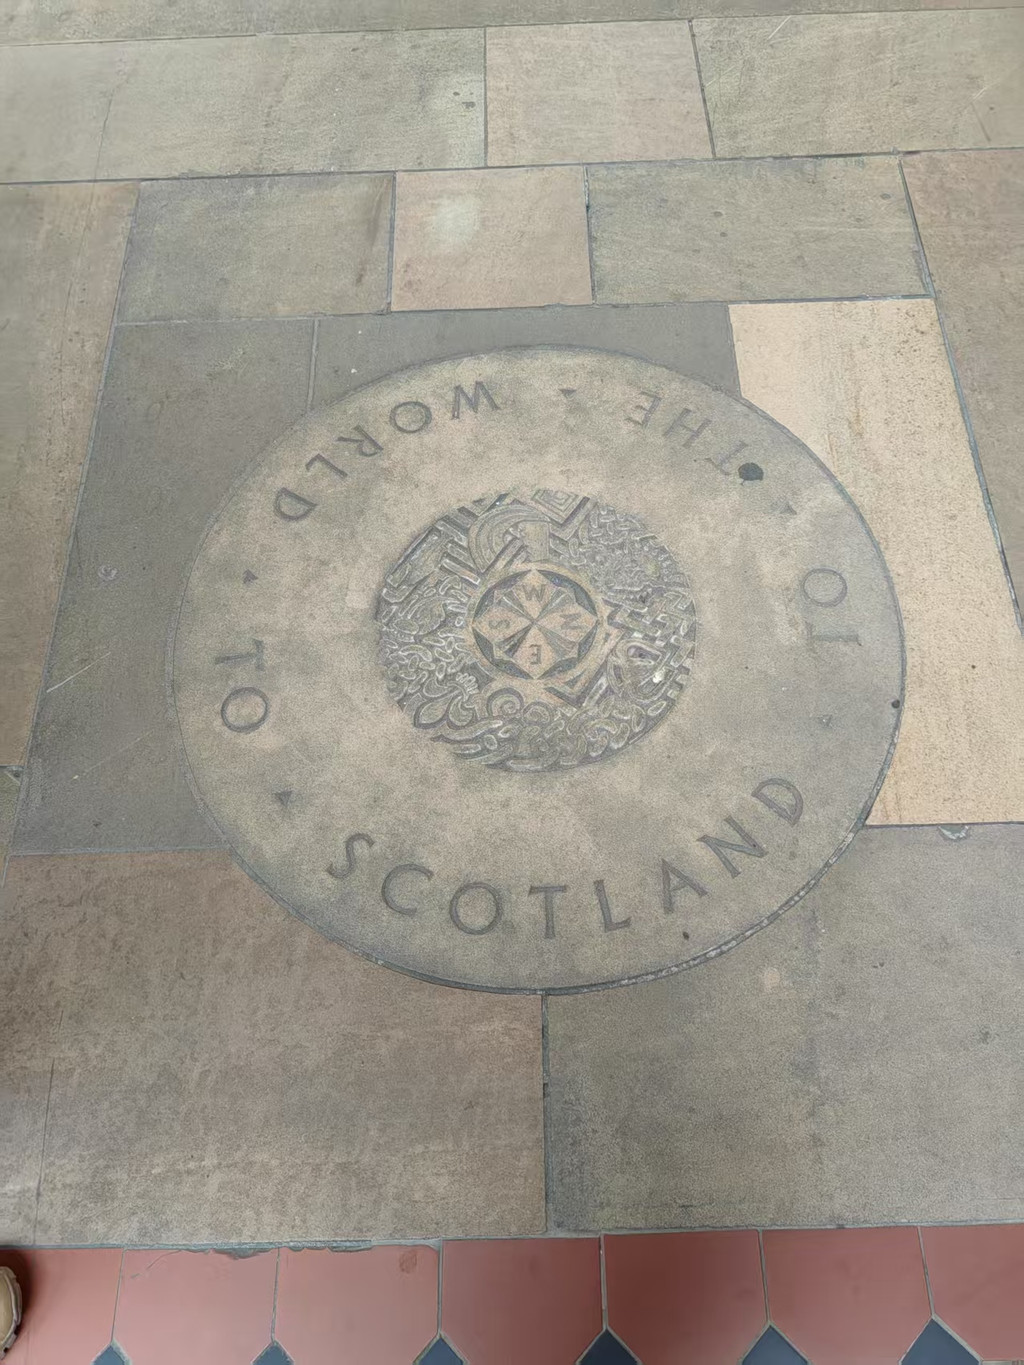 SCOTLAND ▴ TO ▴ THE ▴ WORLD ▴ TO ▴
N
E
S
W